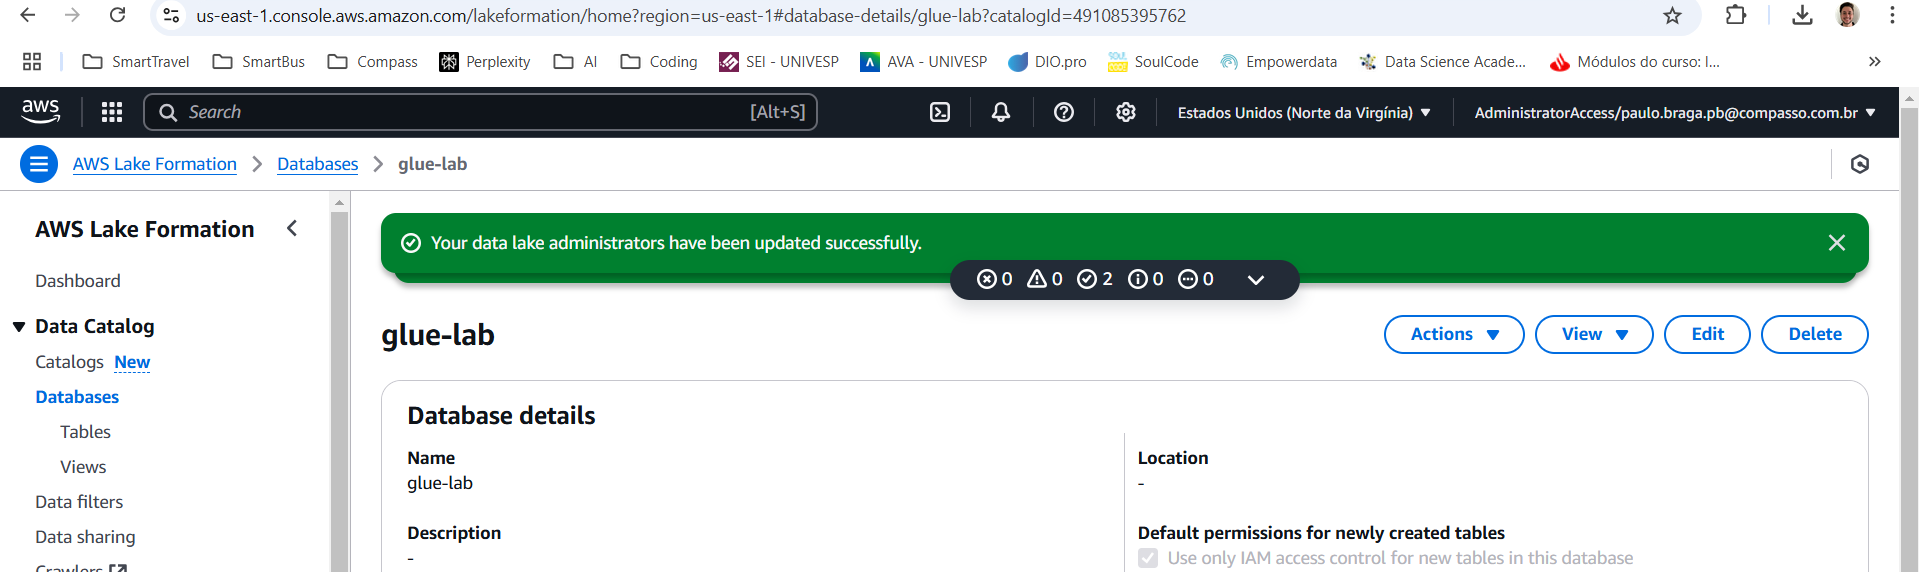 us-east-1.console.aws.amazon.com/lakeformation/home?region=us-east-1#database-details/glue-lab?catalogId=491085395762
SmartTravel SmartBus Compass Perplexity AI Coding SEI - UNIVESP AVA - UNIVESP DIO.pro SoulCode Empowerdata Data Science Acade... Módulos do curso: I...
aws Search [Alt+S] Estados Unidos (Norte da Virgínia) AdministratorAccess/paulo.braga.pb@compasso.com.br
AWS Lake Formation > Databases > glue-lab
AWS Lake Formation
Dashboard
Data Catalog
Catalogs New
Databases
Tables
Views
Data filters
Data sharing
Crawlers
Your data lake administrators have been updated successfully.
0 0 2 0 0
glue-lab
Actions View Edit Delete
Database details
Name
glue-lab
Description
-
Location
-
Default permissions for newly created tables
Use only IAM access control for new tables in this database